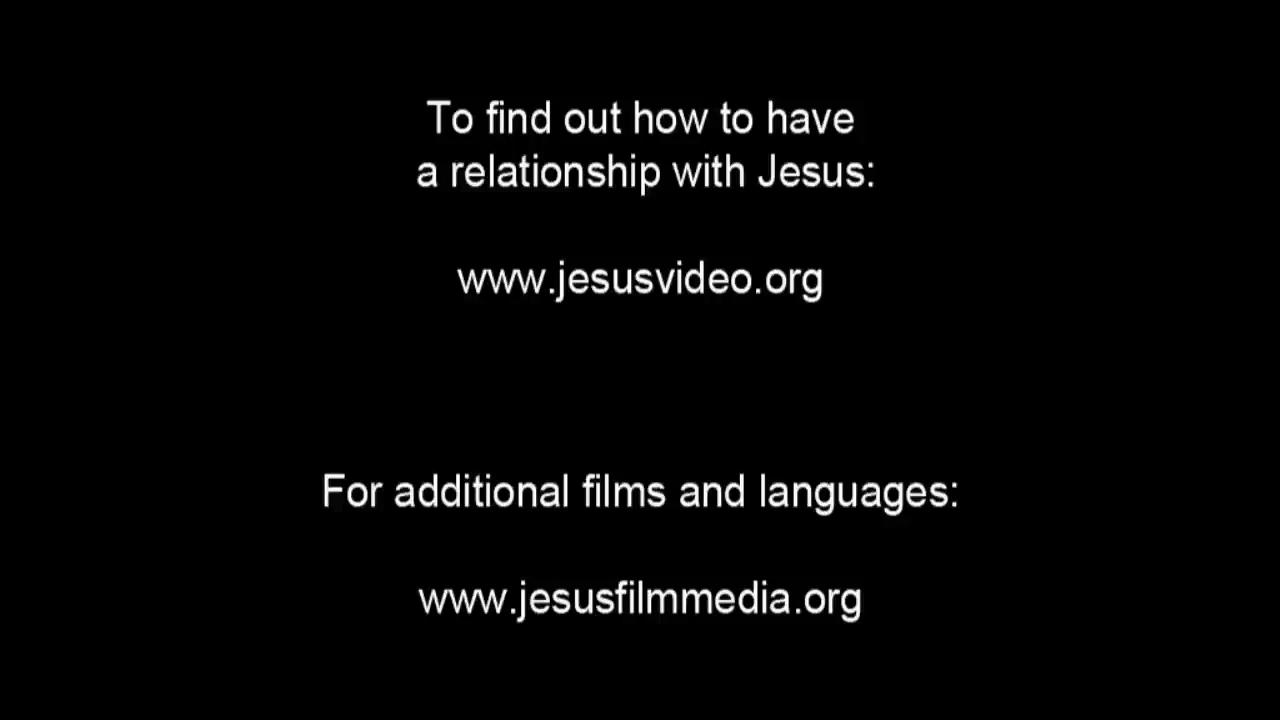 To find out how to have
a relationship with Jesus:
www.jesusvideo.org
For additional films and languages:
www.jesusfilmmedia.org